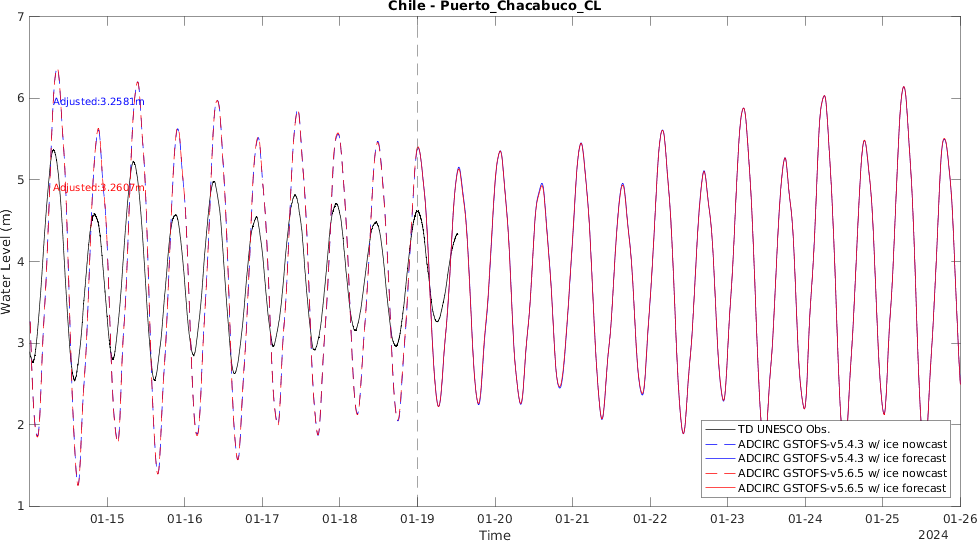 Chile - Puerto_Chacabuco_CL
7
6
5
4
3
2
1
Water Level (m)
Adjusted:3.2581m
Adjusted:3.2607m
TD UNESCO Obs.
ADCIRC GSTOFS-v5.4.3 w/ ice nowcast
ADCIRC GSTOFS-v5.4.3 w/ ice forecast
ADCIRC GSTOFS-v5.6.5 w/ ice nowcast
ADCIRC GSTOFS-v5.6.5 w/ ice forecast
01-15 01-16 01-17 01-18 01-19 01-20 01-21 01-22 01-23 01-24 01-25 01-26
Time
2024